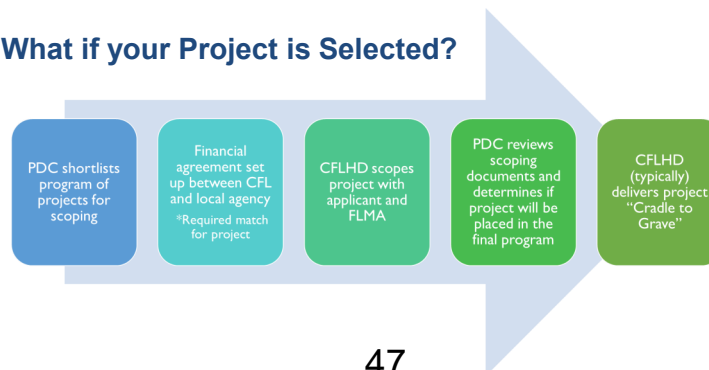 What if your Project is Selected?
PDC shortlists
program of
projects for
scoping
Financial
agreement set
up between CFL
and local agency
*Required match
for project
CFLHD scopes
project with
applicant and
FLMA
PDC reviews
scoping
documents and
determines if
project will be
placed in the
final program
CFLHD
(typically)
delivers project
“Cradle to
Grave”
47